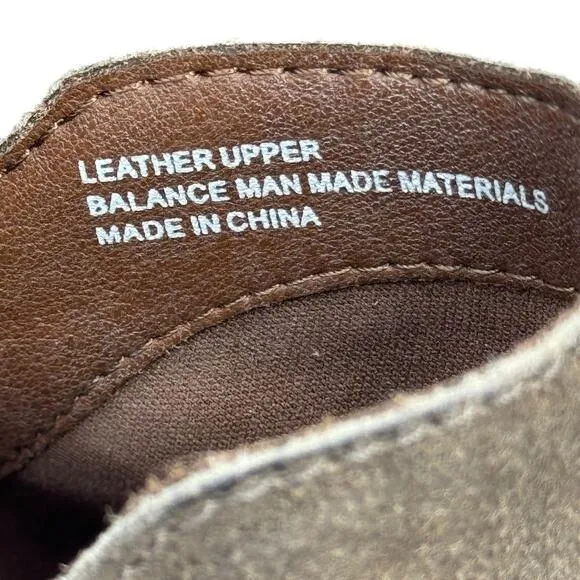 LEATHER UPPER
BALANCE MAN MADE MATERIALS
MADE IN CHINA